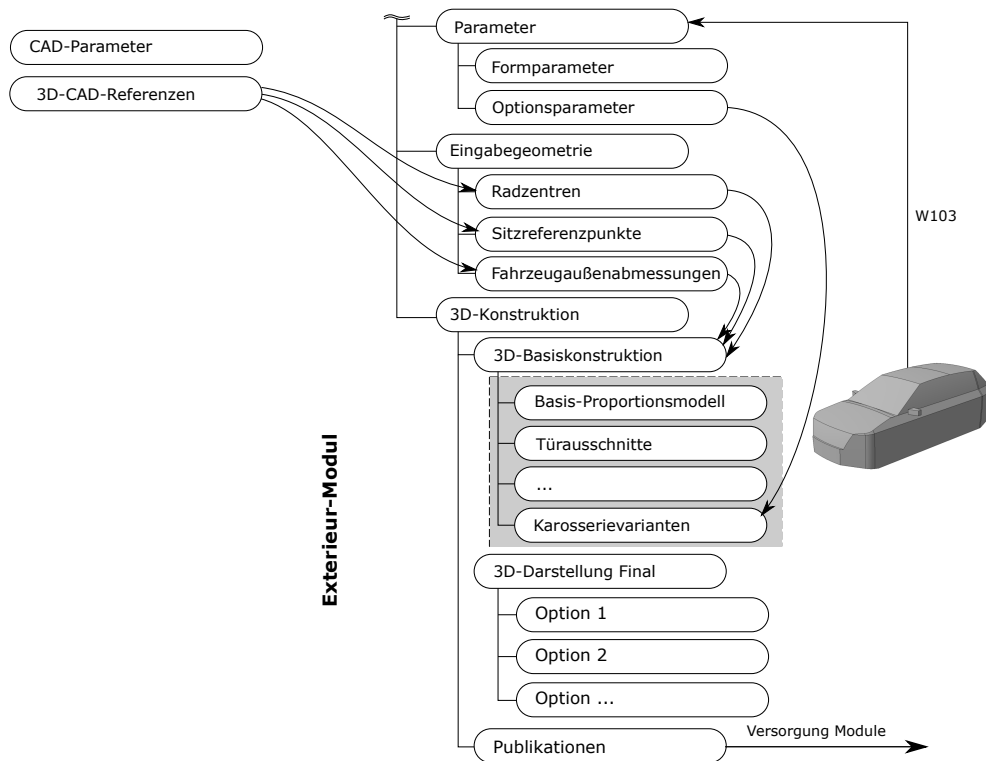 CAD-Parameter
3D-CAD-Referenzen
Parameter
Formparameter
Optionsparameter
Eingabegeometrie
Radzentren
Sitzreferenzpunkte
Fahrzeugaußenabmessungen
3D-Konstruktion
3D-Basiskonstruktion
Basis-Proportionsmodell
Türausschnitte
...
Karosserievarianten
3D-Darstellung Final
Option 1
Option 2
Option ...
Publikationen
Versorgung Module
W103
Exterieur-Modul